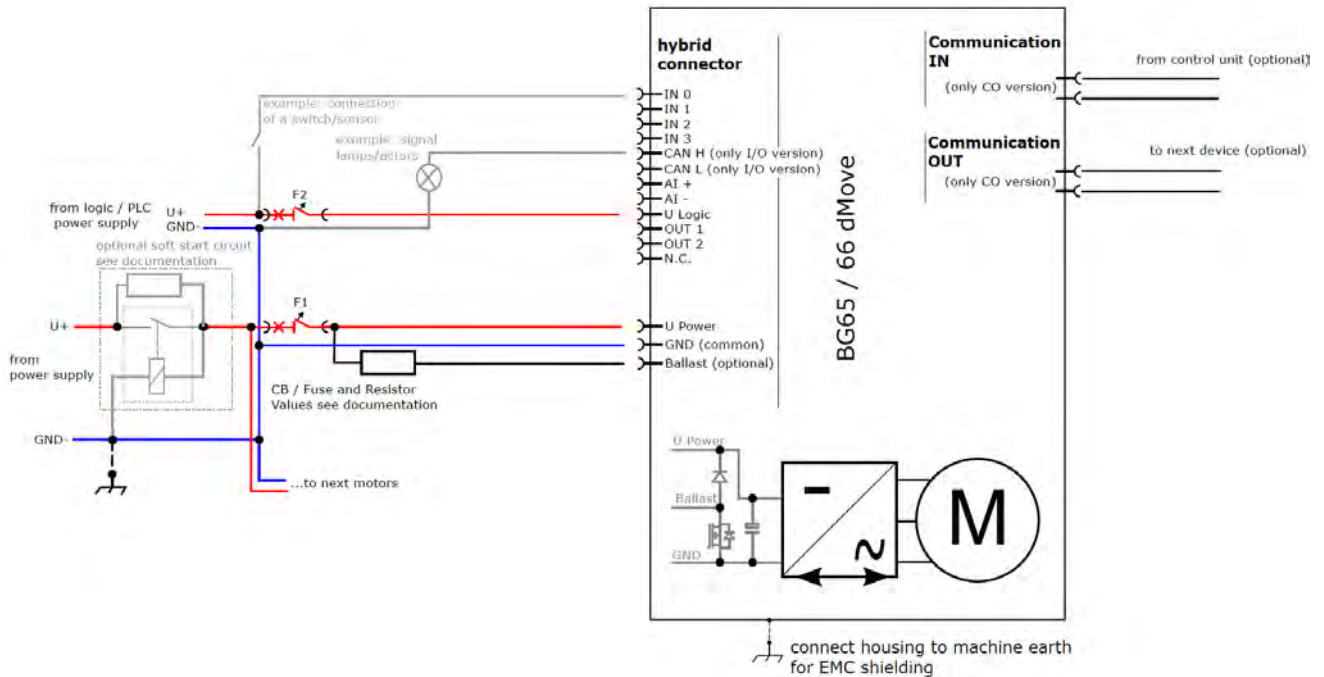 hybrid
connector
IN 0
IN 1
IN 2
IN 3
CAN H (only I/O version)
CAN L (only I/O version)
AI +
AI -
U Logic
OUT 1
OUT 2
N.C.
U Power
GND (common)
Ballast (optional)
BG65 / 66 dMove
Communication
IN
(only CO version)
from control unit (optional)
Communication
OUT
(only CO version)
to next device (optional)
example: connection
of a switch/sensor
example: signal
lamps/actors
from logic / PLC
power supply
U+
GND-
F2
optional soft start circuit
see documentation
F1
U+
from
power supply
CB / Fuse and Resistor
Values see documentation
GND-
...to next motors
U Power
Ballast
GND
M
connect housing to machine earth
for EMC shielding